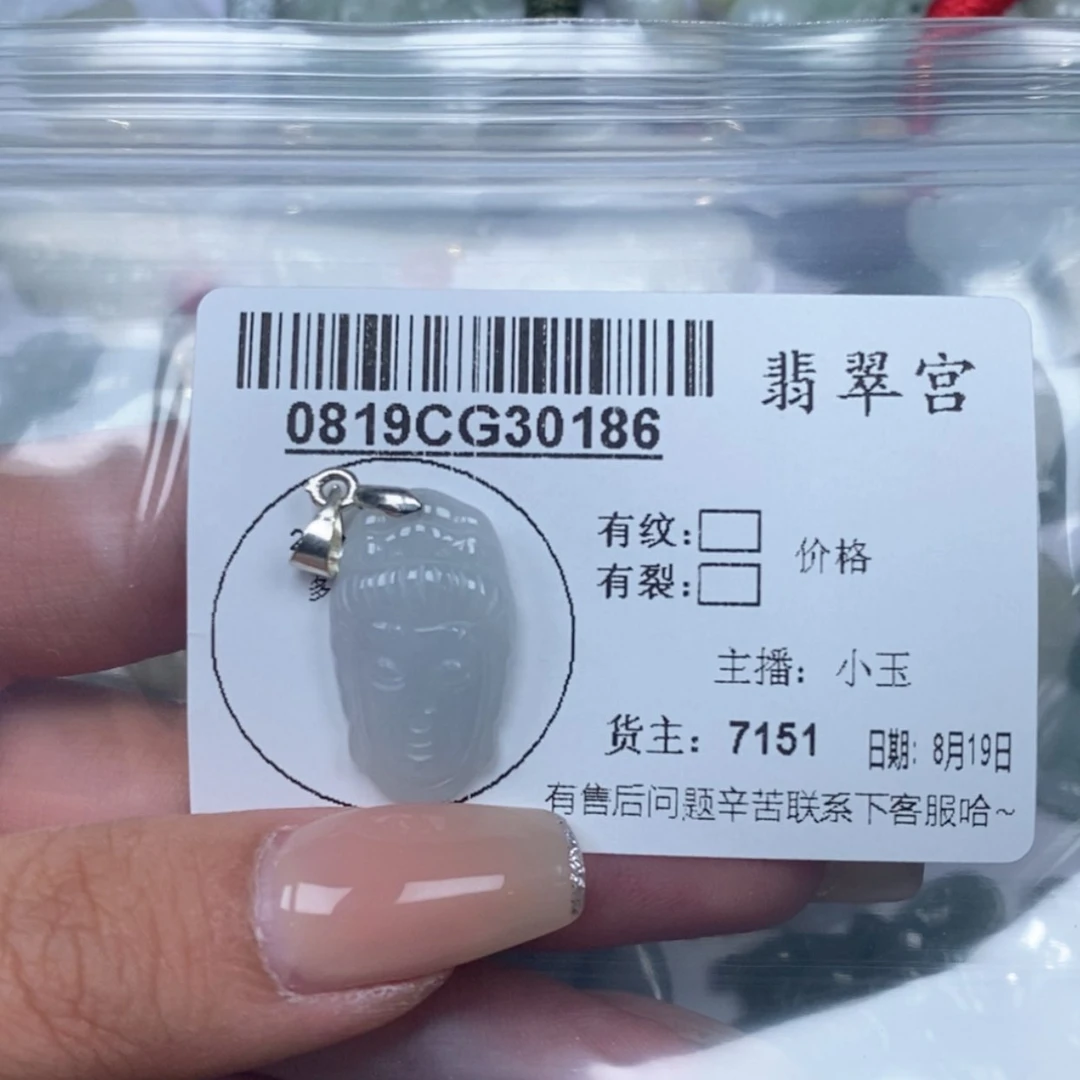 翡翠宫
0819CG30186
有纹：
有裂：
价格
主播：小玉
货主：7151
日期：8月19日
有售后问题辛苦联系下客服哈~